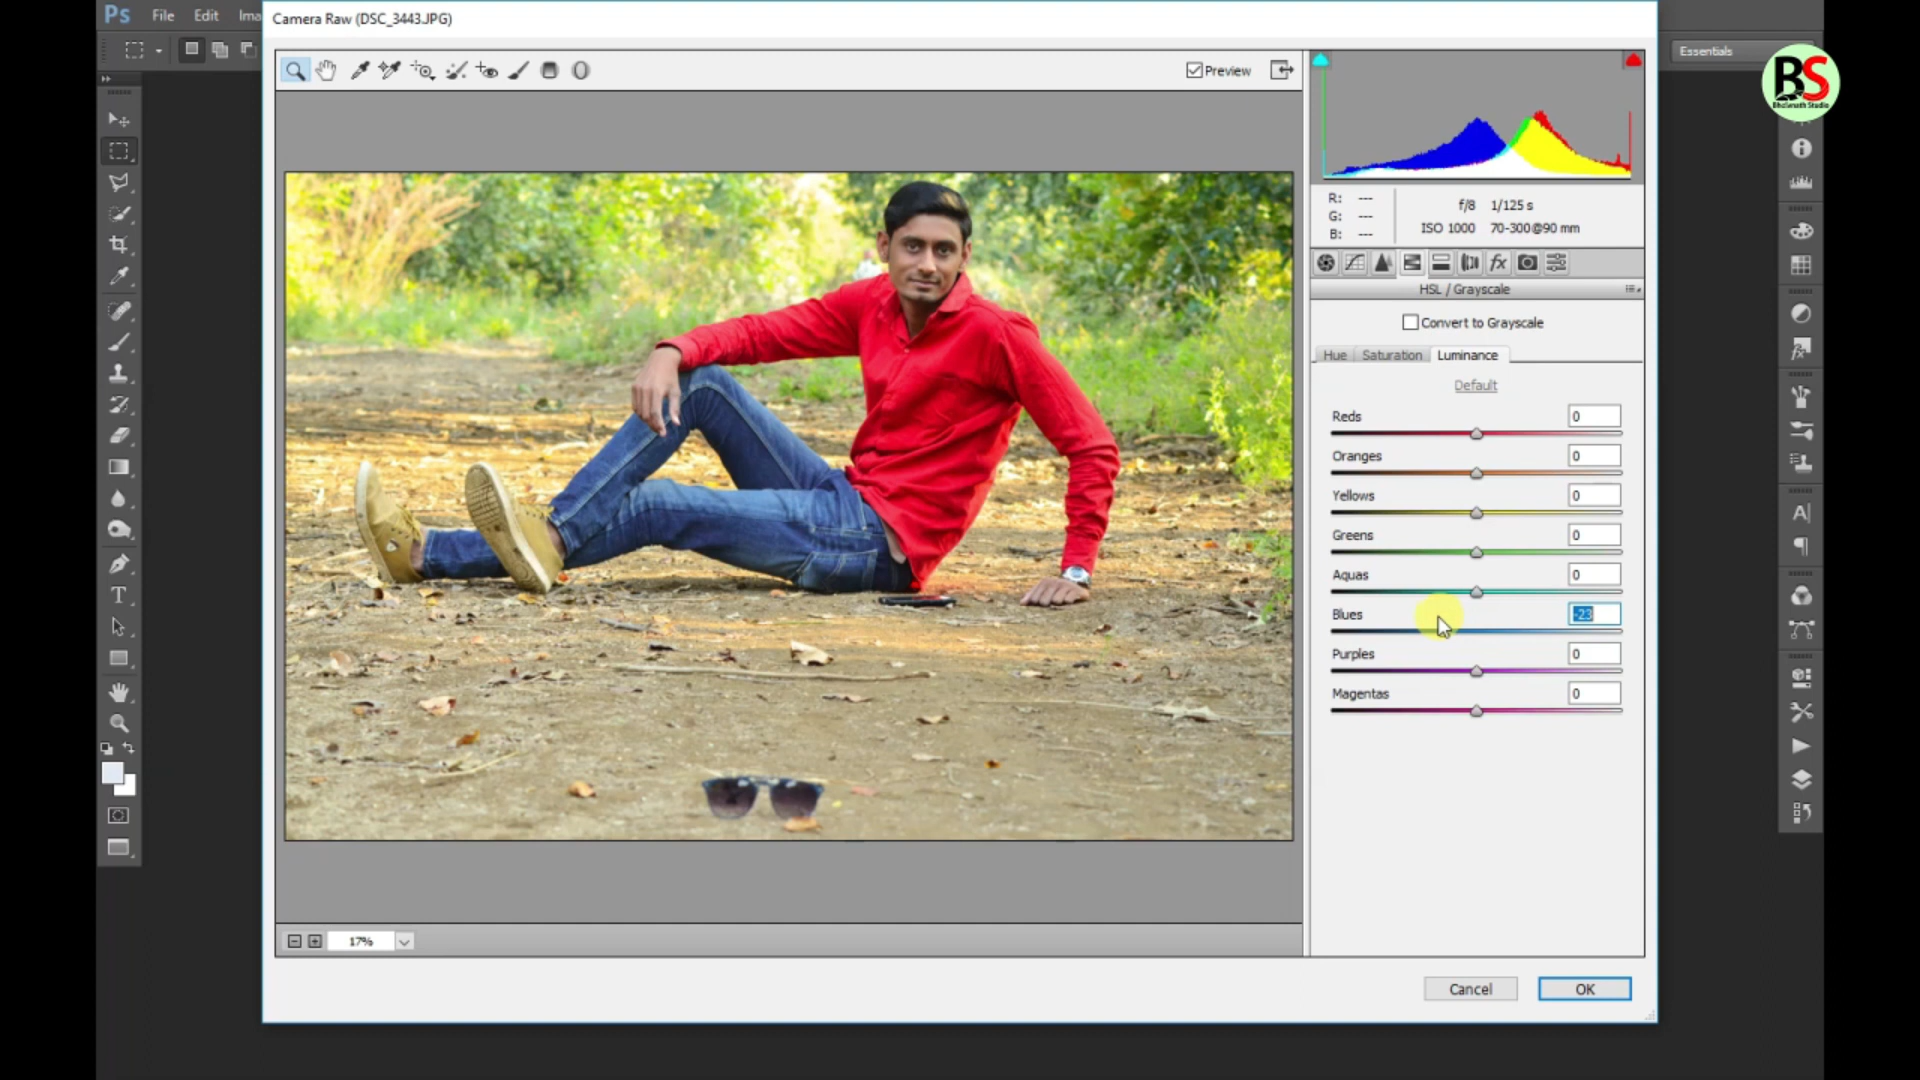 Ps File Edit Ima
Camera Raw (DSC_3443.JPG)
Essentials
Preview
BS
Bholenath Studio
R: ---
G: ---
B: ---
f/8 1/125 s
ISO 1000 70-300@90 mm
HSL / Grayscale
Convert to Grayscale
Hue Saturation Luminance
Default
Reds 0
Oranges 0
Yellows 0
Greens 0
Aquas 0
Blues -23
Purples 0
Magentas 0
17%
Cancel OK